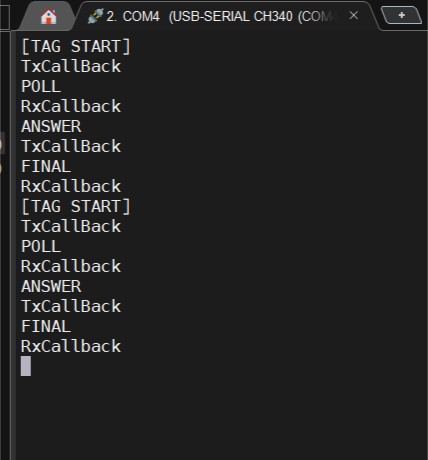 2. COM4 (USB-SERIAL CH340 (COM
[TAG START]
TxCallBack
POLL
RxCallback
ANSWER
TxCallBack
FINAL
RxCallback
[TAG START]
TxCallBack
POLL
RxCallback
ANSWER
TxCallBack
FINAL
RxCallback